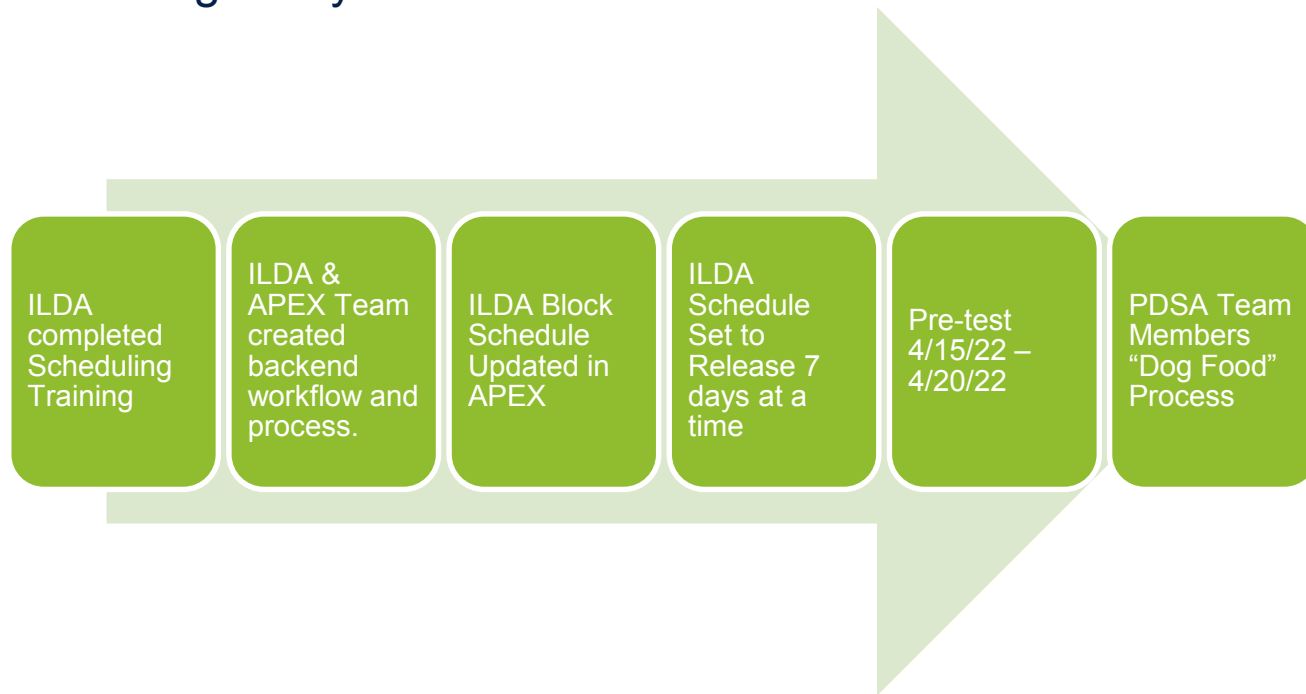 ILDA
completed
Scheduling
Training
ILDA &
APEX Team
created
backend
workflow and
process.
ILDA Block
Schedule
Updated in
APEX
ILDA
Schedule
Set to
Release 7
days at a
time
Pre-test
4/15/22 –
4/20/22
PDSA Team
Members
“Dog Food”
Process